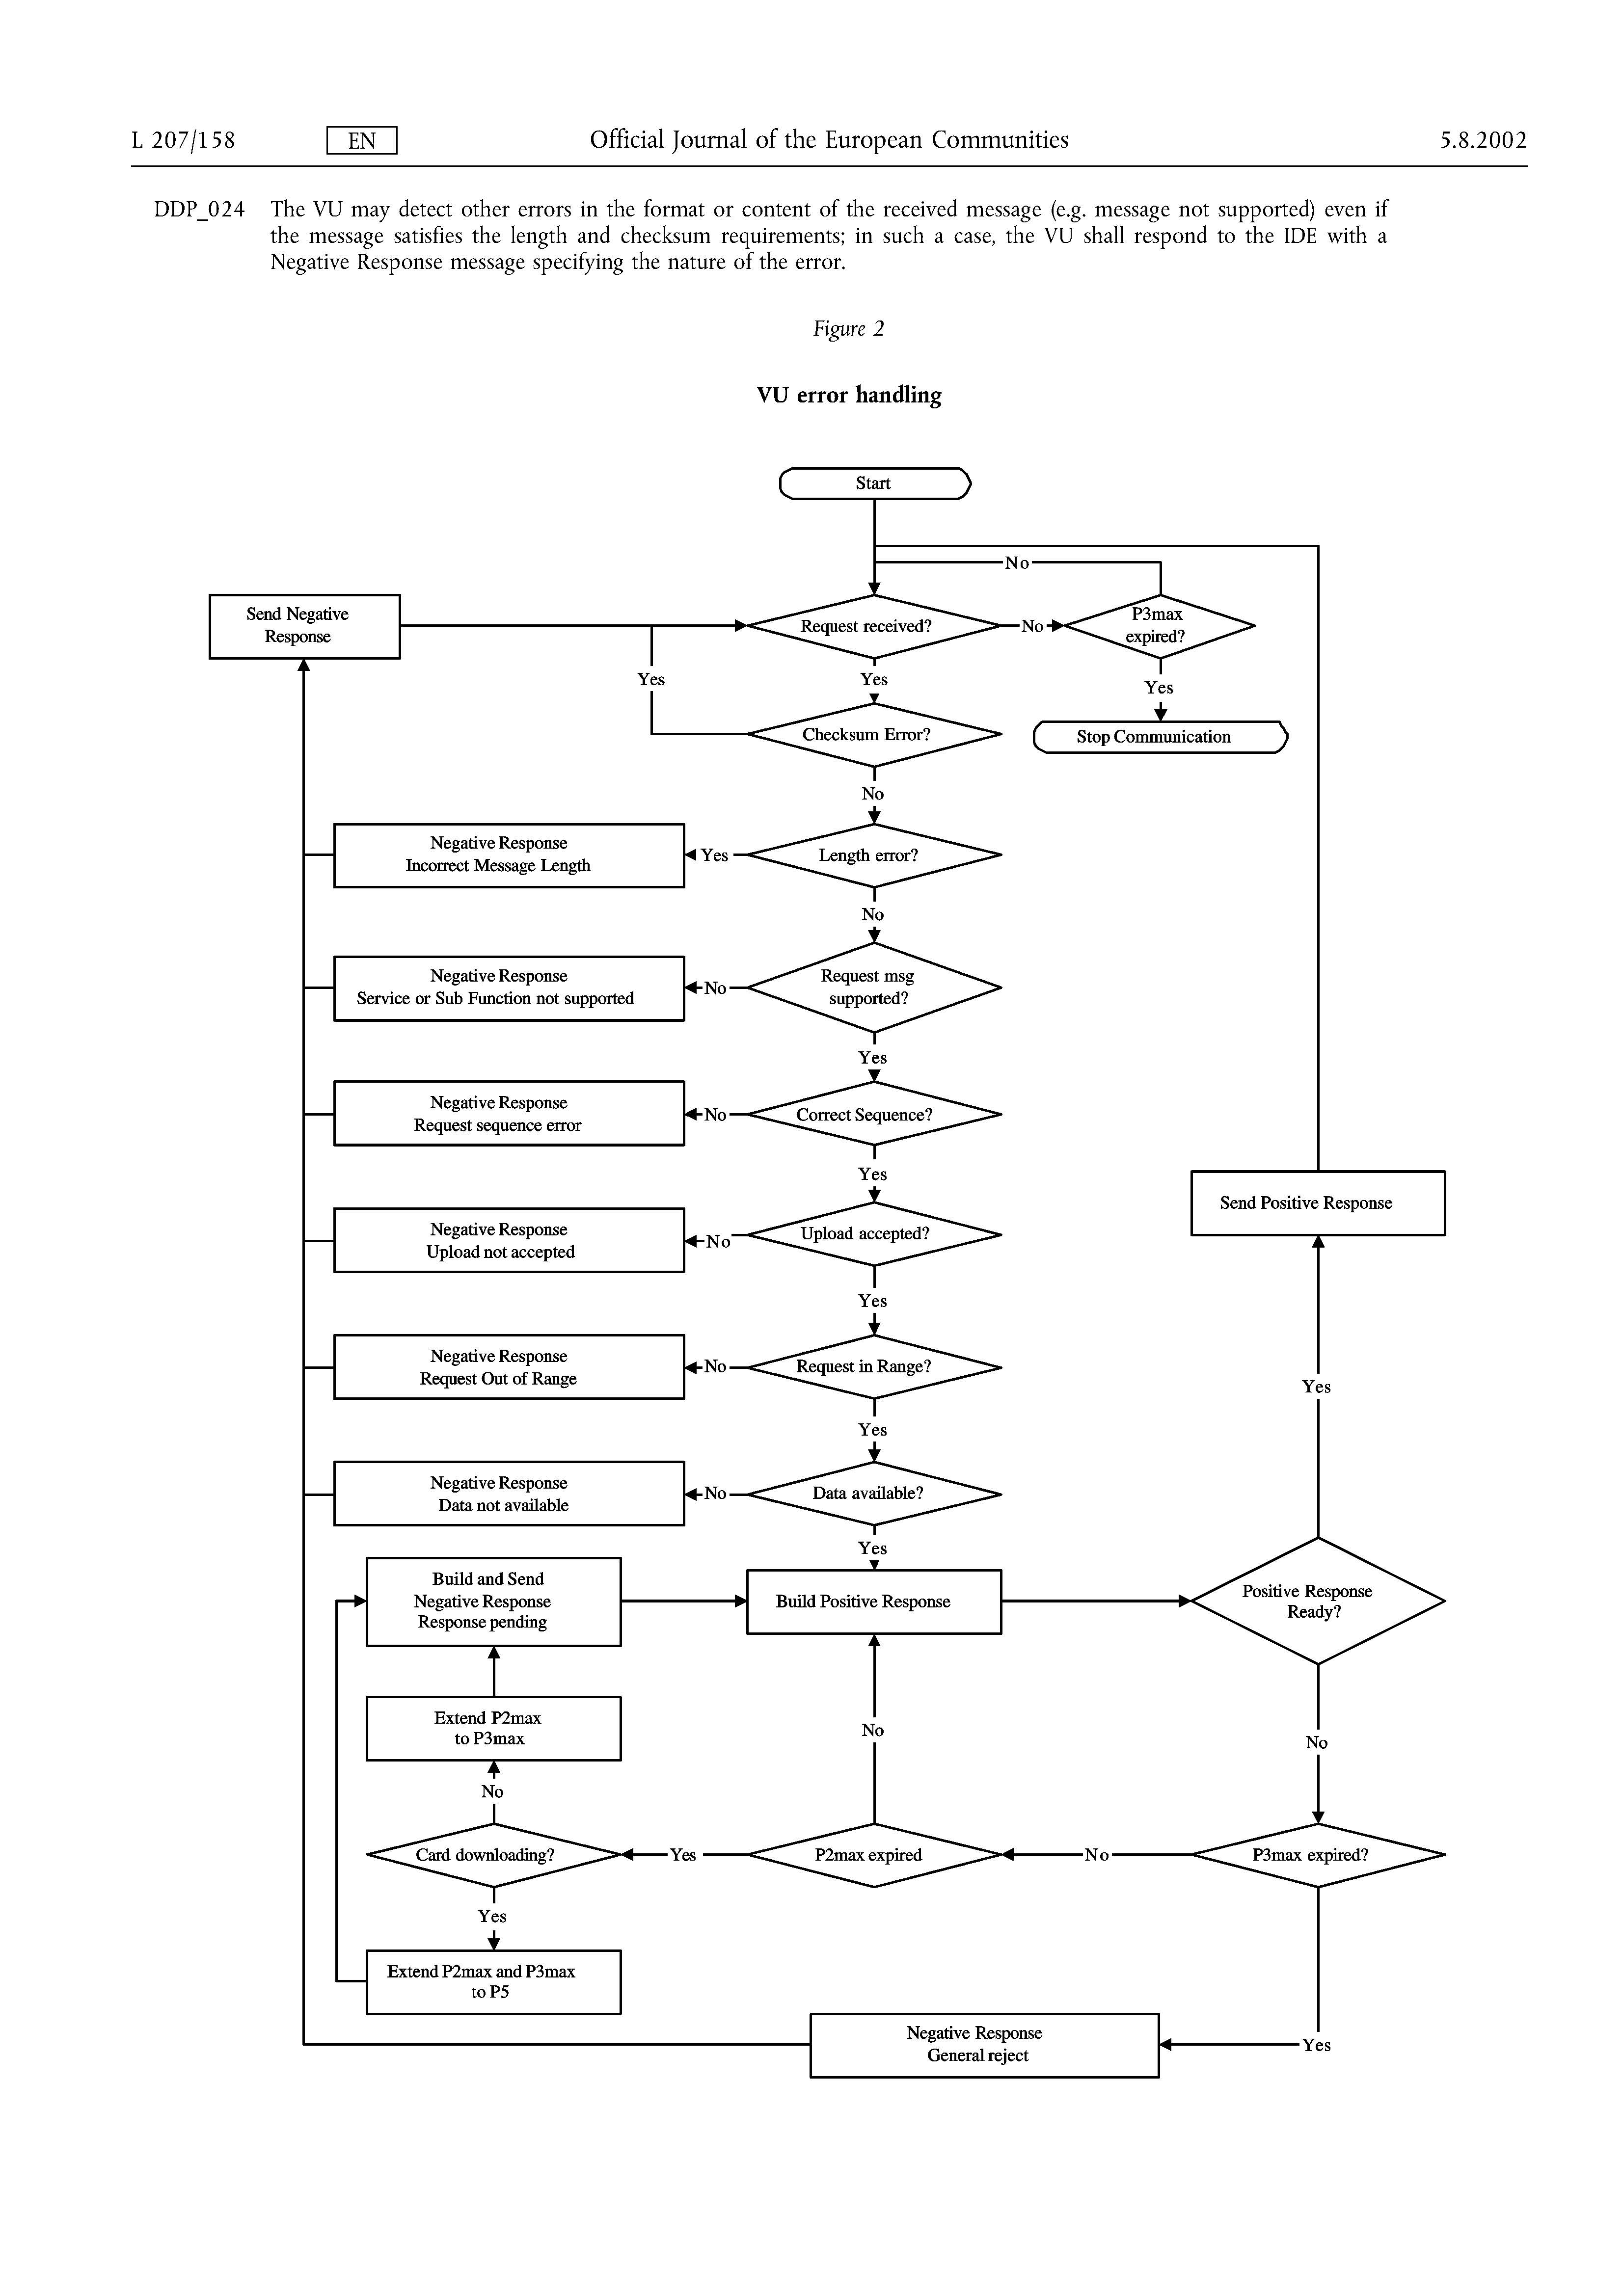 L 207/158 EN Official Journal of the European Communities 5.8.2002
DDP_024 The VU may detect other errors in the format or content of the received message (e.g. message not supported) even if
the message satisfies the length and checksum requirements; in such a case, the VU shall respond to the IDE with a
Negative Response message specifying the nature of the error.
Figure 2
VU error handling
Start
No
Send Negative
Response
Request received?
No
P3max
expired?
Yes
Yes
Yes
Checksum Error?
Stop Communication
No
Negative Response
Incorrect Message Length
Yes
Length error?
No
Negative Response
Service or Sub Function not supported
No
Request msg
supported?
Yes
Negative Response
Request sequence error
No
Correct Sequence?
Yes
Send Positive Response
Negative Response
Upload not accepted
No
Upload accepted?
Yes
Negative Response
Request Out of Range
No
Request in Range?
Yes
Yes
Negative Response
Data not available
No
Data available?
Yes
Build and Send
Negative Response
Response pending
Build Positive Response
Positive Response
Ready?
Extend P2max
to P3max
No
No
No
Card downloading?
Yes
P2max expired
No
P3max expired?
Yes
Extend P2max and P3max
to P5
Negative Response
General reject
Yes